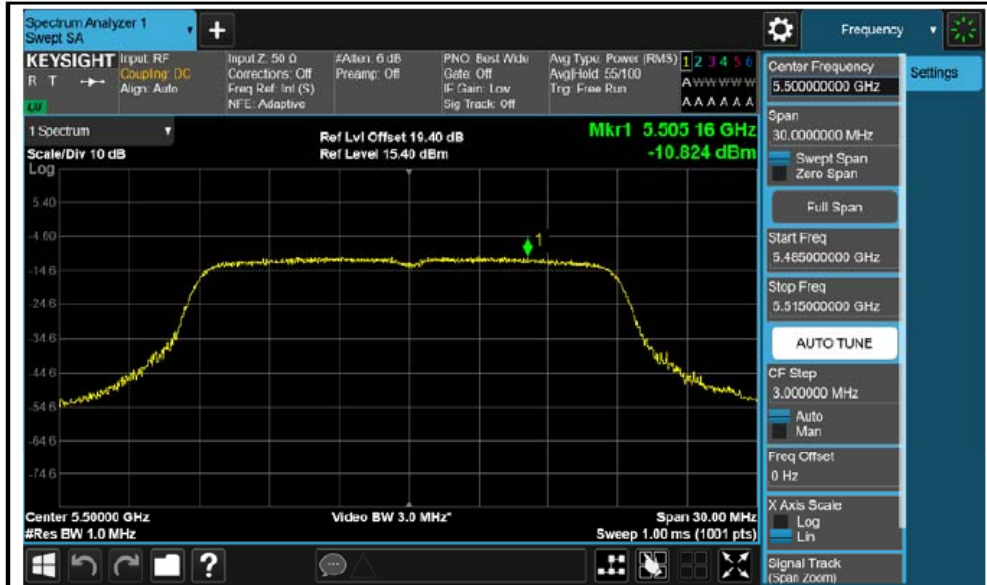 Spectrum Analyzer 1
Swept SA
Frequency
KEYSIGHT
R T
LXI
Input: RF
Coupling: DC
Align: Auto
Input Z: 50 Ω
Corrections: Off
Freq Ref: Int (S)
NFE: Adaptive
#Atten: 6 dB
Preamp: Off
PNO: Best Wide
Gate: Off
IF Gain: Low
Sig Track: Off
Avg Type: Power (RMS)
Avg|Hold: 55/100
Trig: Free Run
1 2 3 4 5 6
A W W W W W
A A A A A A
Center Frequency
5.500000000 GHz
Settings
1 Spectrum
Scale/Div 10 dB
Log
Ref Lvl Offset 19.40 dB
Ref Level 15.40 dBm
Mkr1 5.505 16 GHz
-10.824 dBm
Span
30.0000000 MHz
Swept Span
Zero Span
Full Span
Start Freq
5.485000000 GHz
Stop Freq
5.515000000 GHz
AUTO TUNE
CF Step
3.000000 MHz
Auto
Man
Freq Offset
0 Hz
X Axis Scale
Log
Lin
Signal Track
(Span Zoom)
5.40
-4.60
1
-14.6
-24.6
-34.6
-44.6
-54.6
-64.6
-74.6
Center 5.50000 GHz
Video BW 3.0 MHz*
Span 30.00 MHz
#Res BW 1.0 MHz
Sweep 1.00 ms (1001 pts)
?